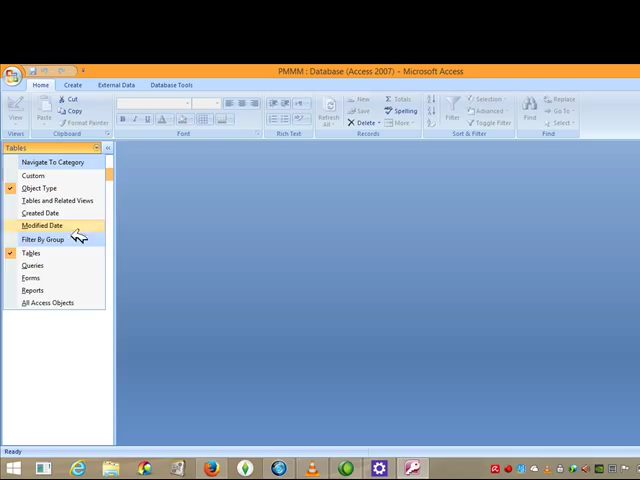 PMMM : Database (Access 2007) - Microsoft Access
Home Create External Data Database Tools
View
Views
Paste
Cut
Copy
Format Painter
Clipboard
B I U
Font
Rich Text
Refresh All
New
Save
Delete
Totals
Spelling
Records
Filter
Selection
Advanced
Toggle Filter
Sort & Filter
Find
Replace
Go To
Select
Find
Tables
Navigate To Category
Custom
Object Type
Tables and Related Views
Created Date
Modified Date
Filter By Group
Tables
Queries
Forms
Reports
All Access Objects
Ready